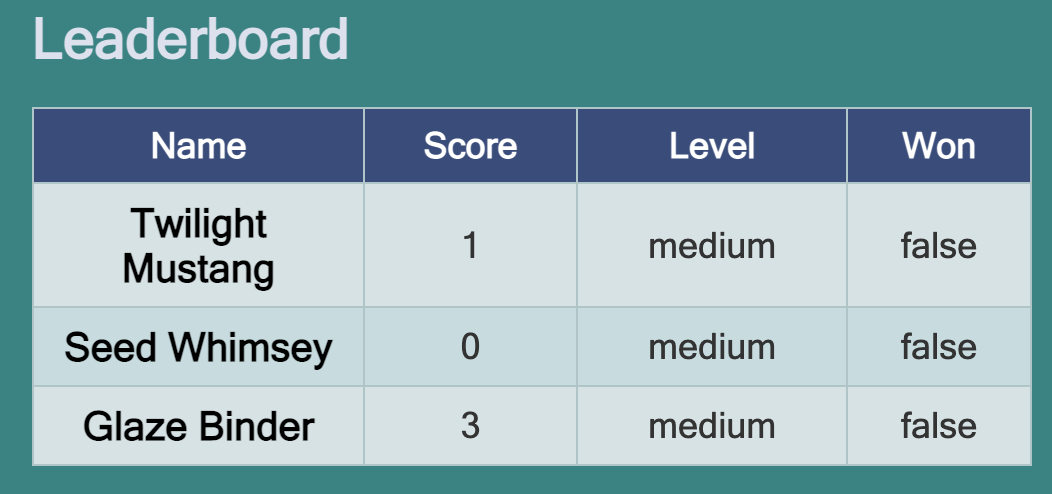 Leaderboard
Name Score Level Won
Twilight
Mustang 1 medium false
Seed Whimsey 0 medium false
Glaze Binder 3 medium false